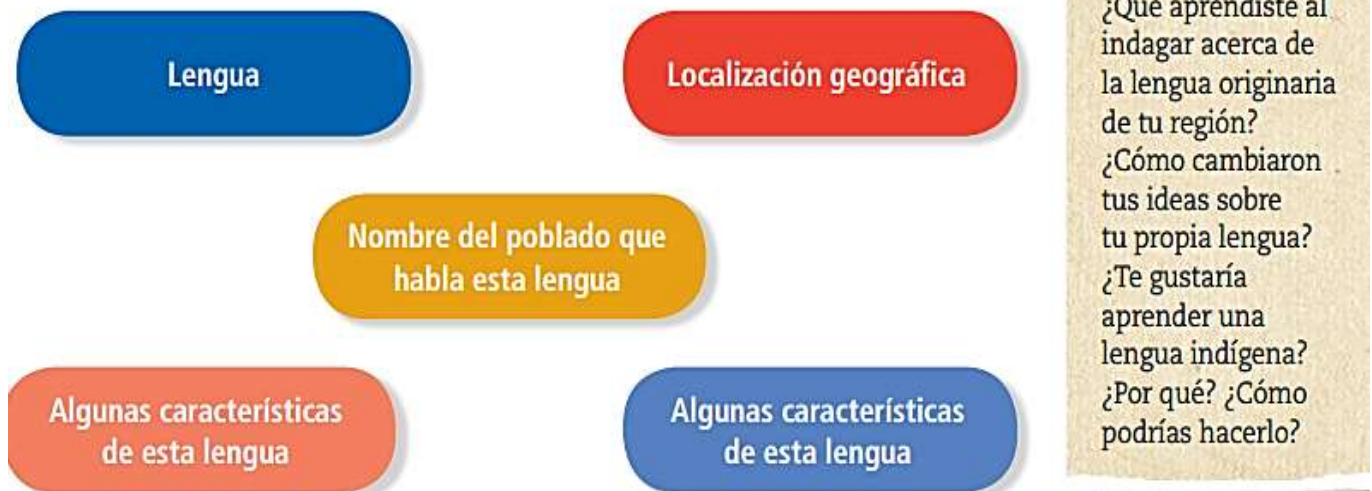 Lengua
Localización geográfica
Nombre del poblado que
habla esta lengua
Algunas características
de esta lengua
Algunas características
de esta lengua
¿Qué aprendiste al
indagar acerca de
la lengua originaria
de tu región?
¿Cómo cambiaron
tus ideas sobre
tu propia lengua?
¿Te gustaría
aprender una
lengua indígena?
¿Por qué? ¿Cómo
podrías hacerlo?